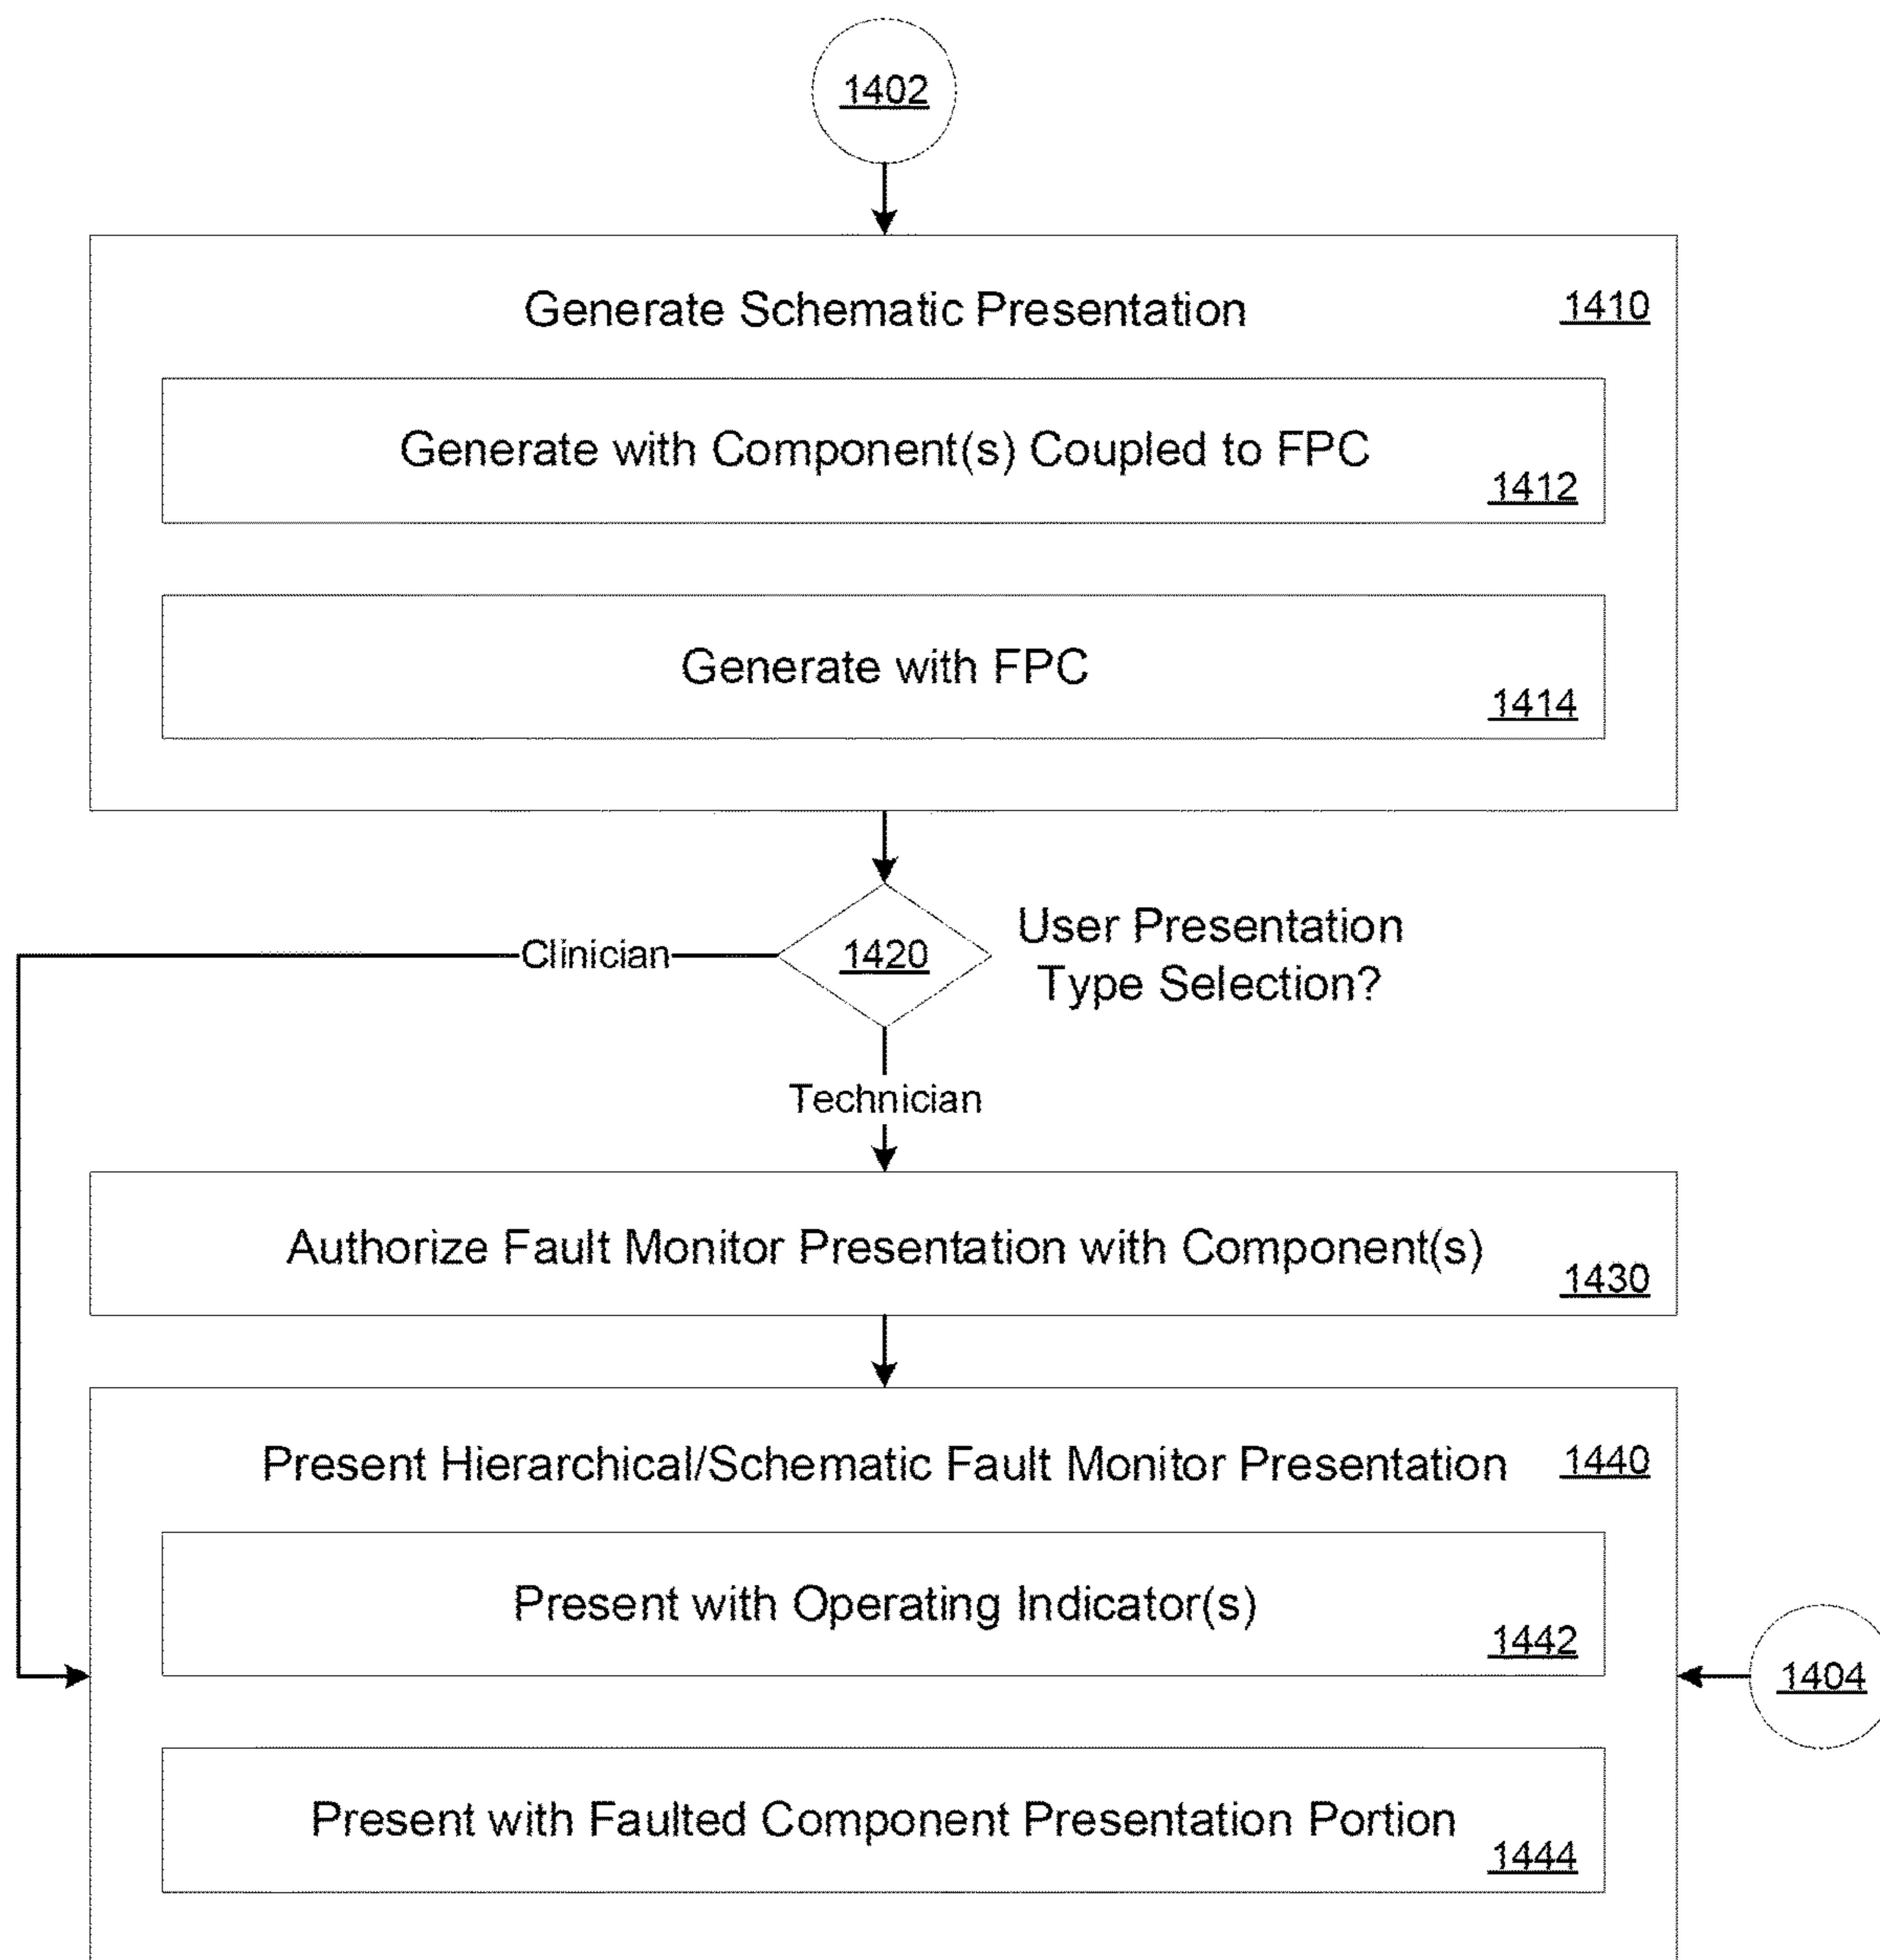 1402
Generate Schematic Presentation 1410
Generate with Component(s) Coupled to FPC
1412
Generate with FPC
1414
Clinician 1420 User Presentation
Type Selection?
Technician
Authorize Fault Monitor Presentation with Component(s)
1430
Present Hierarchical/Schematic Fault Monitor Presentation 1440
Present with Operating Indicator(s)
1442
1404
Present with Faulted Component Presentation Portion
1444